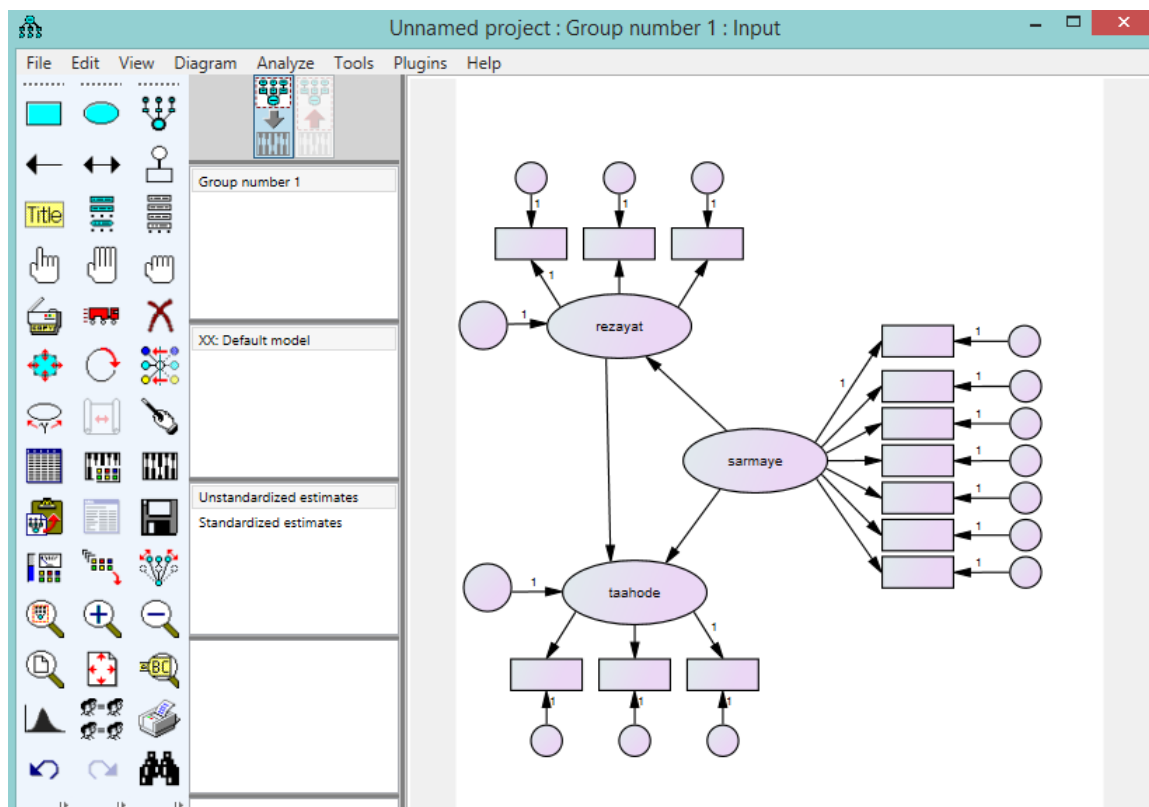 Unnamed project : Group number 1 : Input
File Edit View Diagram Analyze Tools Plugins Help
Title
Group number 1
XX: Default model
Unstandardized estimates
Standardized estimates
1 1 1
1
1 rezayat
1
1
1
1
1
1
1
1
sarmaye
1 taahode
1
1 1 1